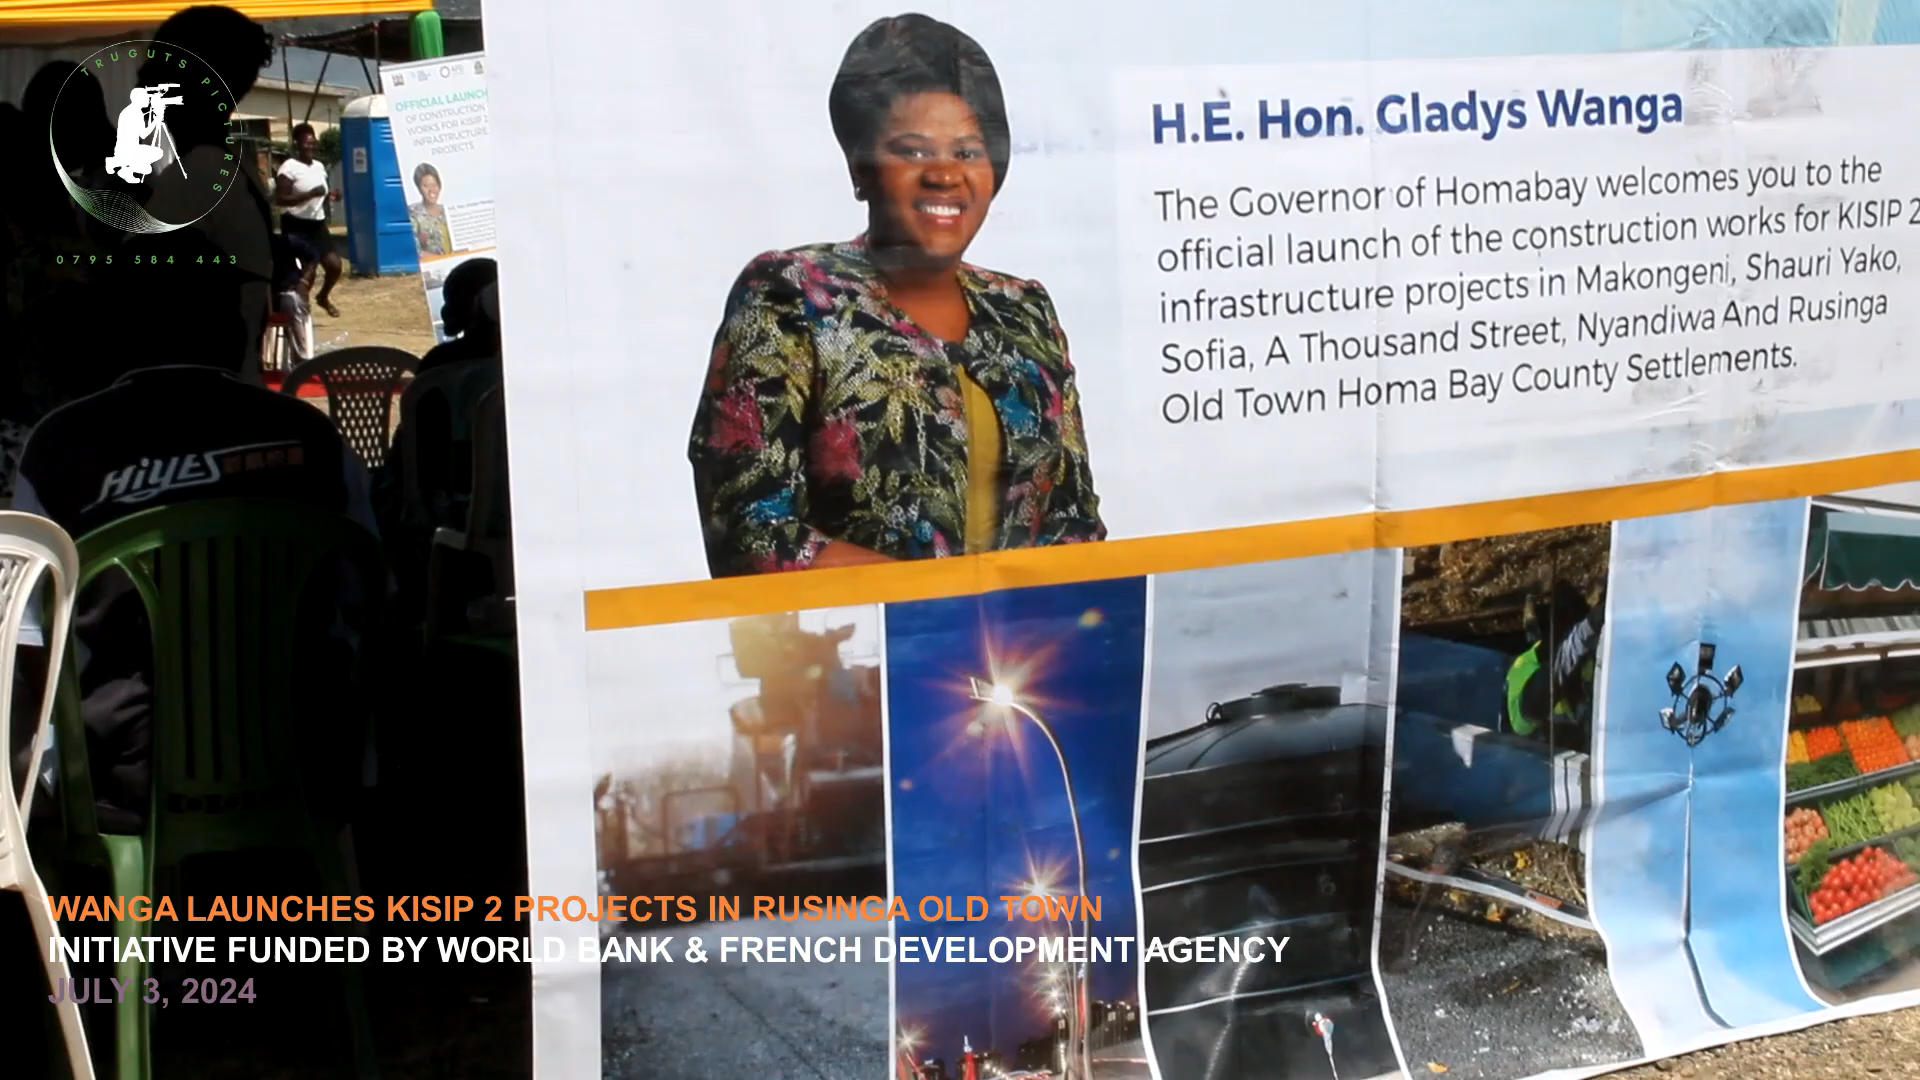 TRUGUTS PICTURES
0795 584 443
OFFICIAL LAUNCH
OF CONSTRUCTION
WORKS FOR KISIP 2
INFRASTRUCTURE
PROJECTS
H.E. Hon. Gladys Wanga
The Governor of Homabay welcomes you to the
official launch of the construction works for KISIP 2
infrastructure projects in Makongeni, Shauri Yako,
Sofia, A Thousand Street, Nyandiwa And Rusinga
Old Town Homa Bay County Settlements.
HiYES
WANGA LAUNCHES KISIP 2 PROJECTS IN RUSINGA OLD TOWN
INITIATIVE FUNDED BY WORLD BANK & FRENCH DEVELOPMENT AGENCY
JULY 3, 2024